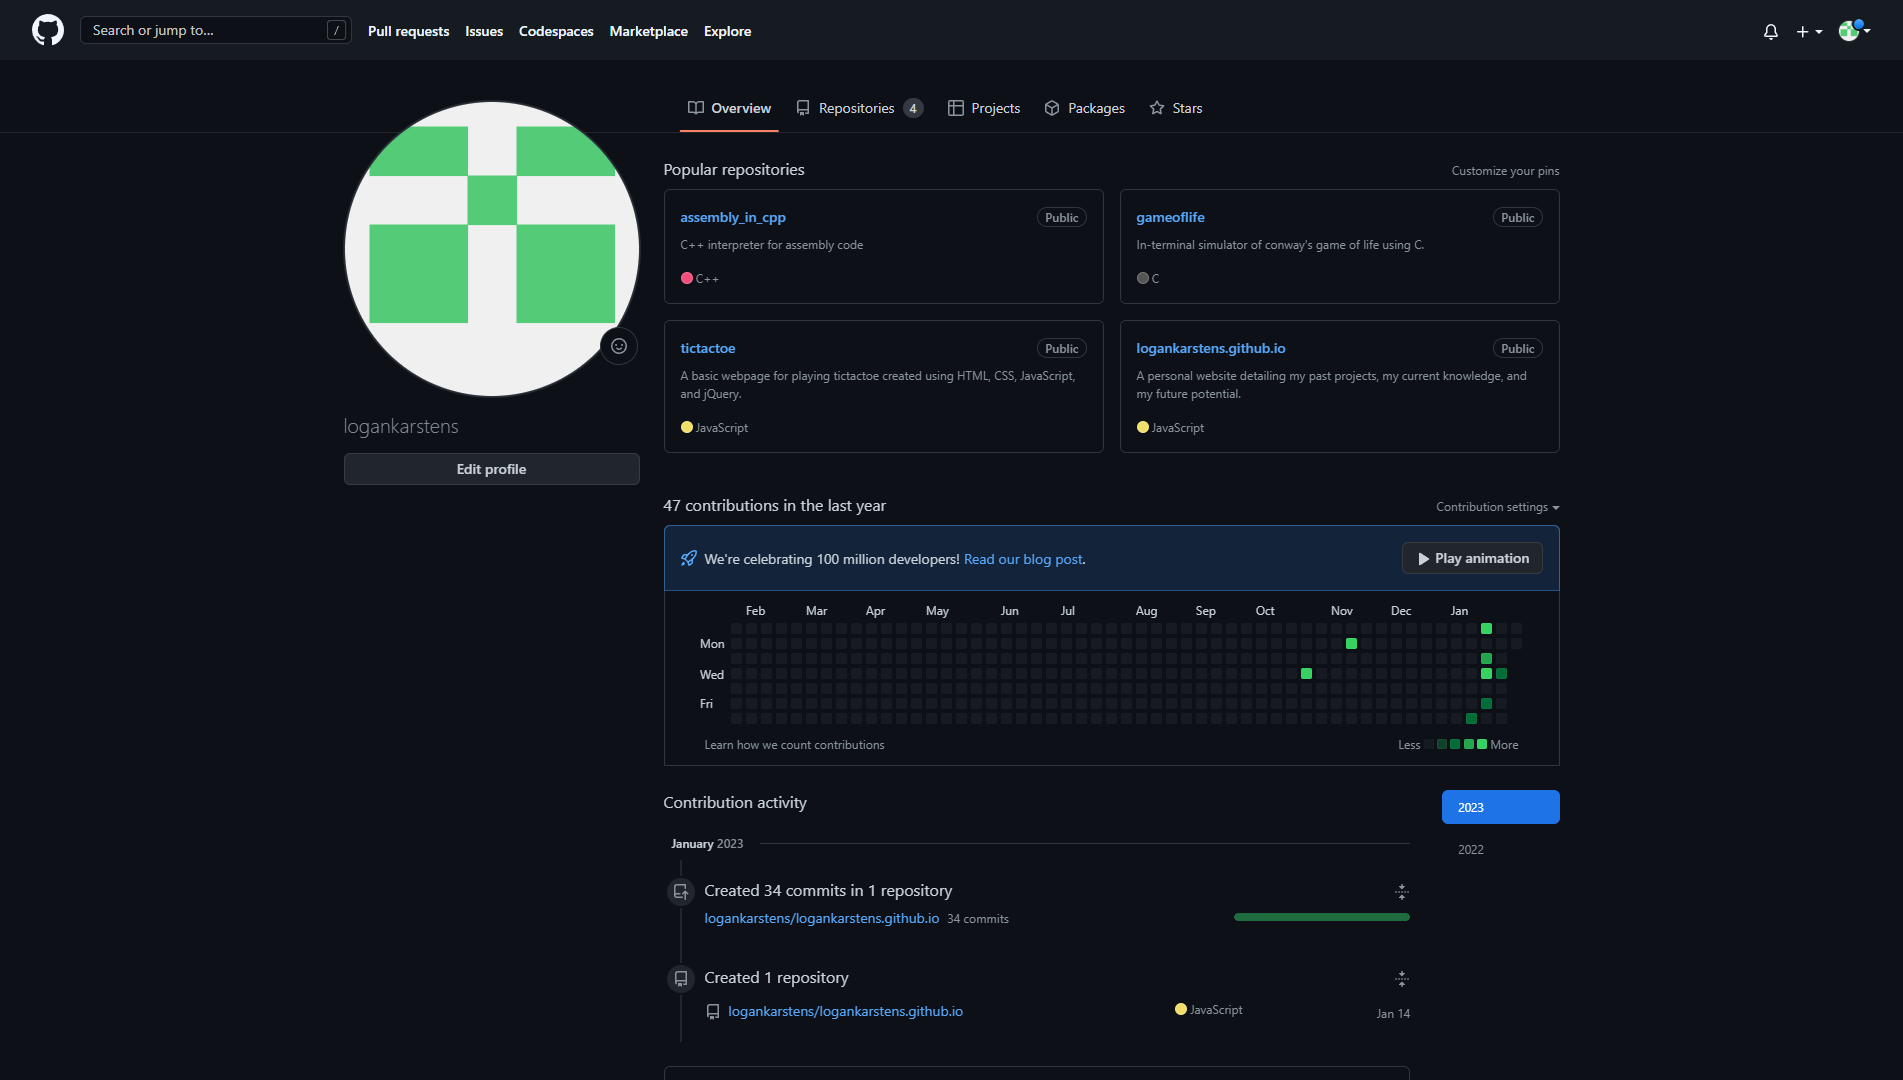 Search or jump to... /
Pull requests Issues Codespaces Marketplace Explore
Overview Repositories 4 Projects Packages Stars
logankarstens
Edit profile
Popular repositories Customize your pins
assembly_in_cpp Public
C++ interpreter for assembly code
C++
gameoflife Public
In-terminal simulator of conway's game of life using C.
C
tictactoe Public
A basic webpage for playing tictactoe created using HTML, CSS, JavaScript,
and jQuery.
JavaScript
logankarstens.github.io Public
A personal website detailing my past projects, my current knowledge, and
my future potential.
JavaScript
47 contributions in the last year Contribution settings
We're celebrating 100 million developers! Read our blog post. Play animation
Feb Mar Apr May Jun Jul Aug Sep Oct Nov Dec Jan
Mon
Wed
Fri
Learn how we count contributions Less More
Contribution activity
2023
2022
January 2023
Created 34 commits in 1 repository
logankarstens/logankarstens.github.io 34 commits
Created 1 repository
logankarstens/logankarstens.github.io JavaScript Jan 14